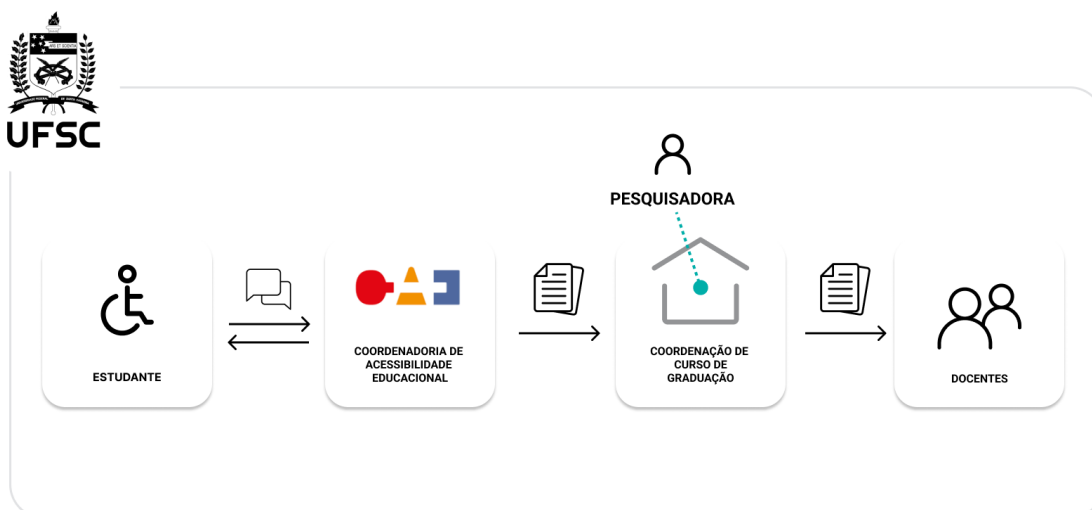 UFSC
PESQUISADORA
ESTUDANTE
COORDENADORIA DE
ACESSIBILIDADE
EDUCACIONAL
COORDENAÇÃO DE
CURSO DE
GRADUAÇÃO
DOCENTES